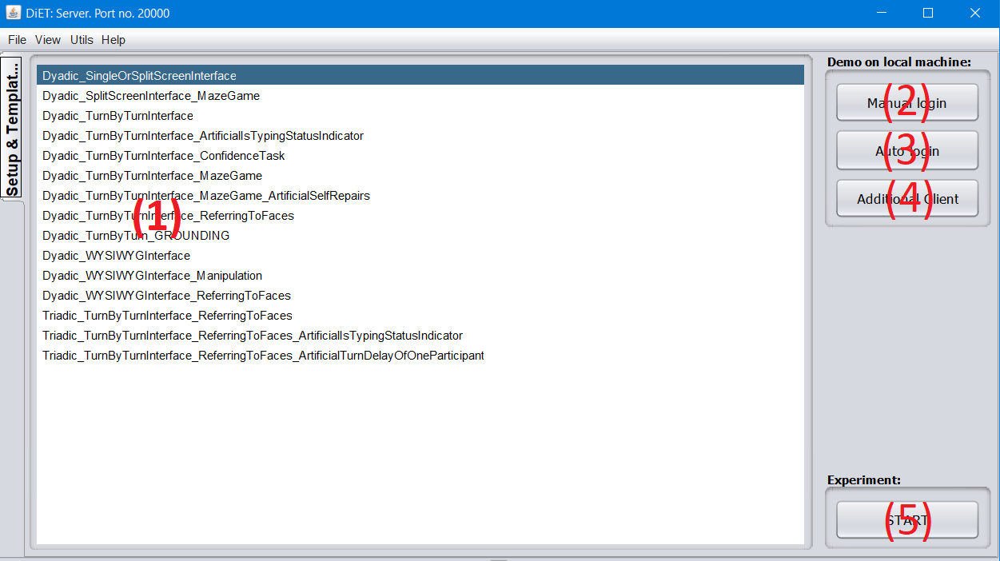 DiET: Server. Port no. 20000
File View Utils Help
Setup & Templat...
Dyadic_SingleOrSplitScreenInterface
Dyadic_SplitScreenInterface_MazeGame
Dyadic_TurnByTurnInterface
Dyadic_TurnByTurnInterface_ArtificialIsTypingStatusIndicator
Dyadic_TurnByTurnInterface_ConfidenceTask
Dyadic_TurnByTurnInterface_MazeGame
Dyadic_TurnByTurnInterface_MazeGame_ArtificialSelfRepairs
Dyadic_TurnByTurnInterface_ReferringToFaces
Dyadic_TurnByTurn_GROUNDING
Dyadic_WYSIWYGInterface
Dyadic_WYSIWYGInterface_Manipulation
Dyadic_WYSIWYGInterface_ReferringToFaces
Triadic_TurnByTurnInterface_ReferringToFaces
Triadic_TurnByTurnInterface_ReferringToFaces_ArtificialIsTypingStatusIndicator
Triadic_TurnByTurnInterface_ReferringToFaces_ArtificialTurnDelayOfOneParticipant
(1)
Demo on local machine:
Manual login
(2)
Auto login
(3)
Additional Client
(4)
Experiment:
START
(5)